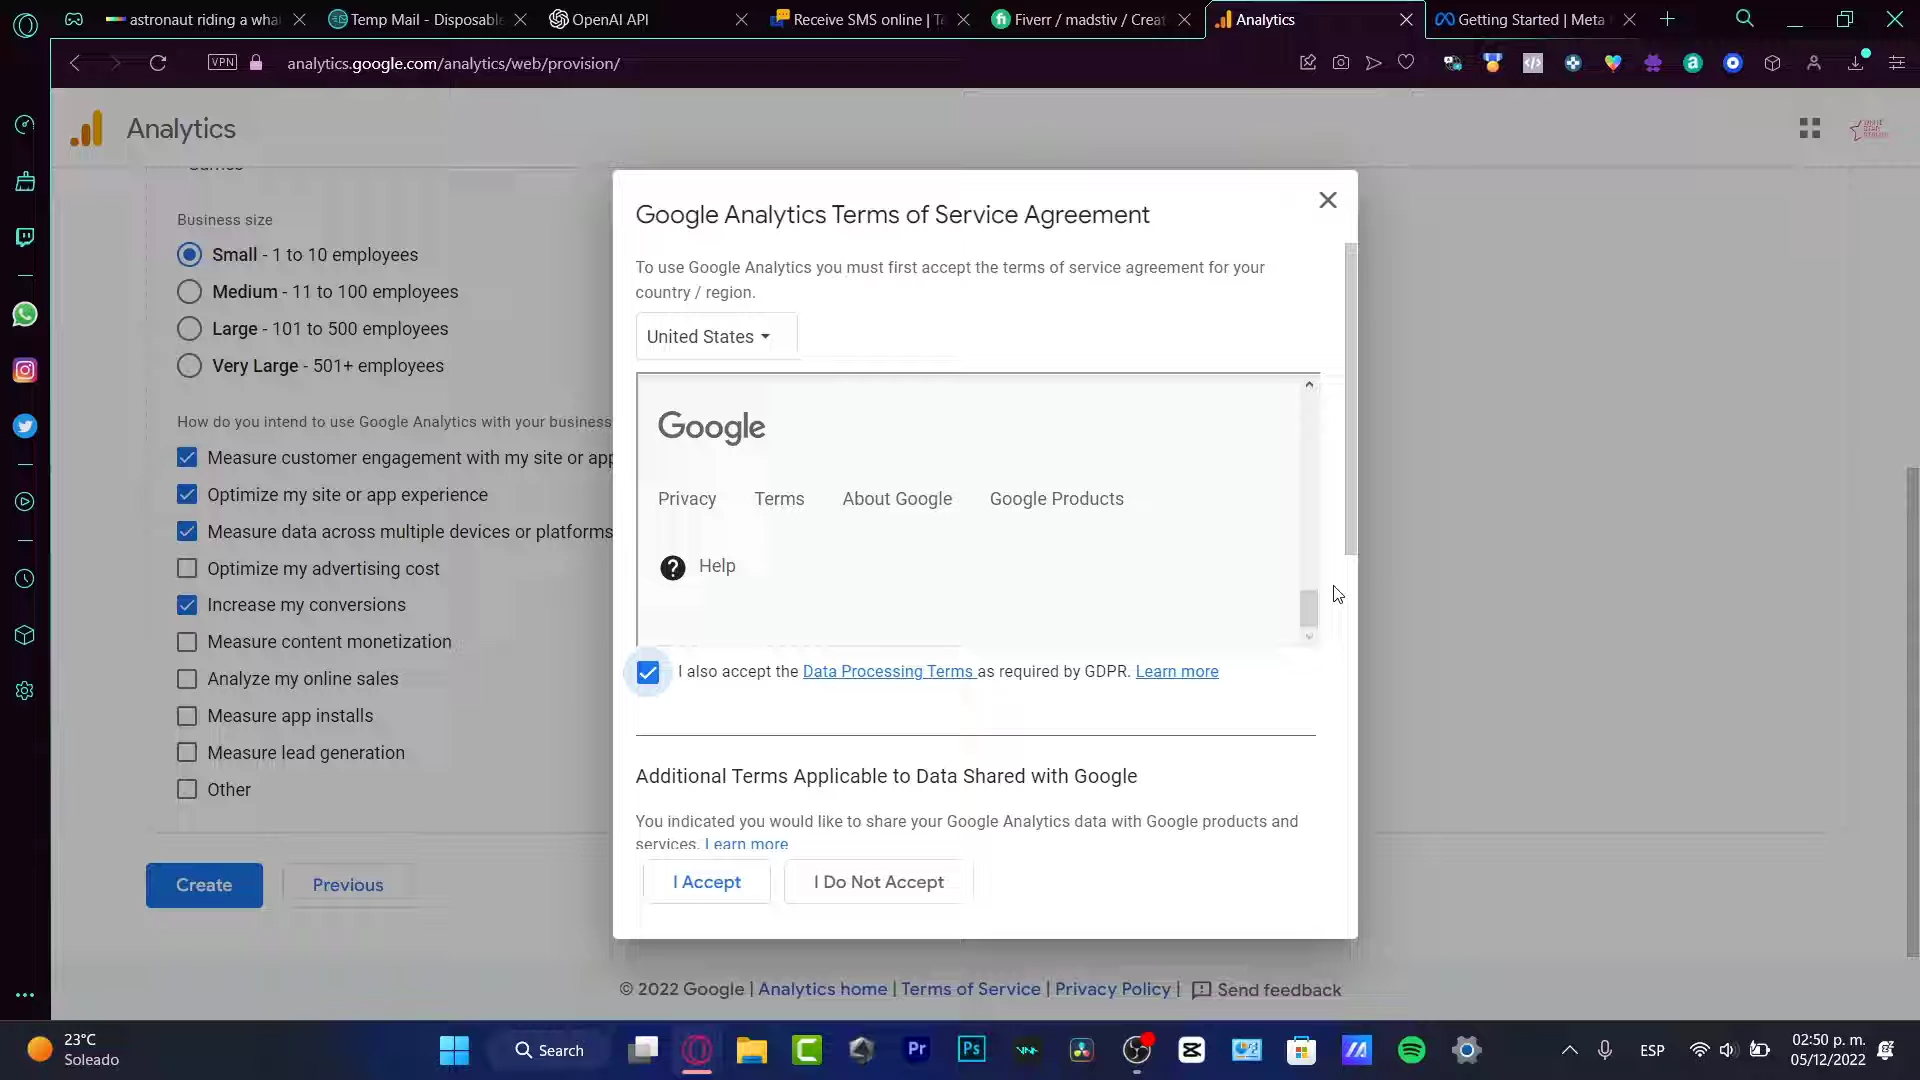 astronaut riding a wha
Temp Mail - Disposable
OpenAI API
Receive SMS online | Te
Fiverr / madstiv / Creat
Analytics
Getting Started | Meta
VPN
analytics.google.com/analytics/web/provision/
Analytics
Business size
Small - 1 to 10 employees
Medium - 11 to 100 employees
Large - 101 to 500 employees
Very Large - 501+ employees
How do you intend to use Google Analytics with your business
Measure customer engagement with my site or app
Optimize my site or app experience
Measure data across multiple devices or platforms
Optimize my advertising cost
Increase my conversions
Measure content monetization
Analyze my online sales
Measure app installs
Measure lead generation
Other
Create
Previous
Google Analytics Terms of Service Agreement
To use Google Analytics you must first accept the terms of service agreement for your
country / region.
United States
Google
Privacy Terms About Google Google Products
Help
I also accept the Data Processing Terms as required by GDPR. Learn more
Additional Terms Applicable to Data Shared with Google
You indicated you would like to share your Google Analytics data with Google products and
services. Learn more
I Accept
I Do Not Accept
© 2022 Google | Analytics home | Terms of Service | Privacy Policy | Send feedback
23°C
Soleado
Search
Pr
Ps
ESP
02:50 p. m.
05/12/2022